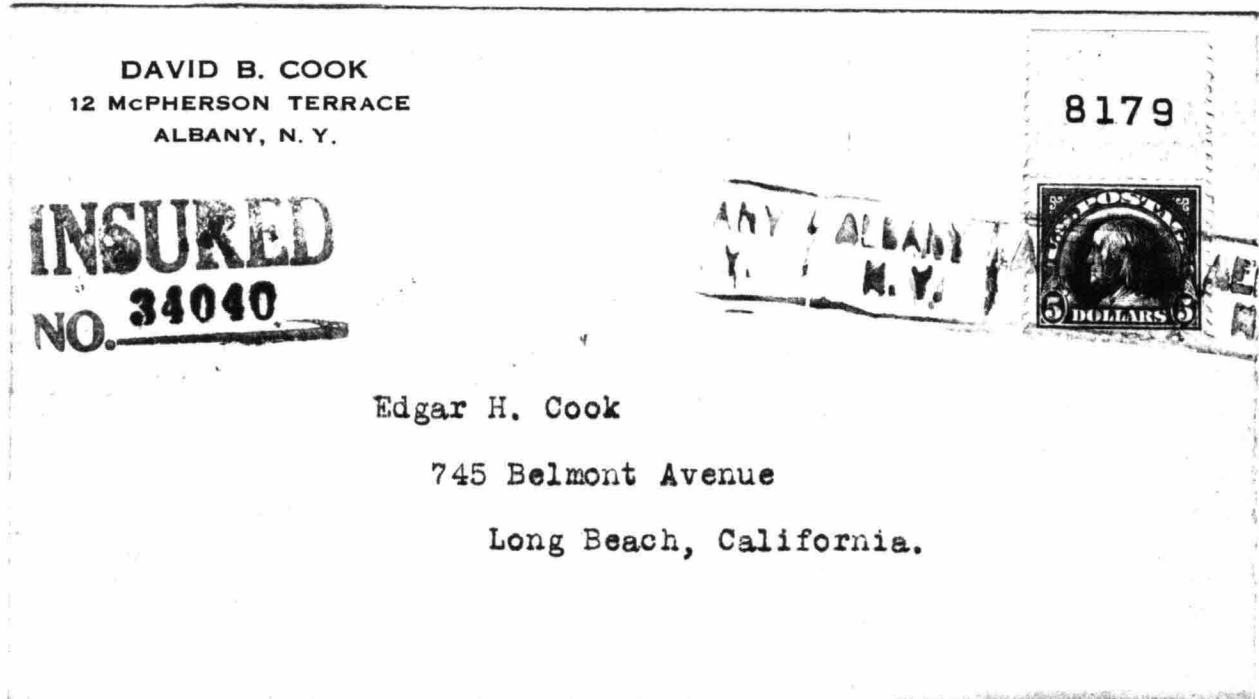 DAVID B. COOK
12 McPHERSON TERRACE
ALBANY, N. Y.
8179
INSURED
NO. 34040
ANY ALBANY
Y. N. Y.
U.S. POSTAGE
5 DOLLARS 5
Edgar H. Cook
745 Belmont Avenue
Long Beach, California.